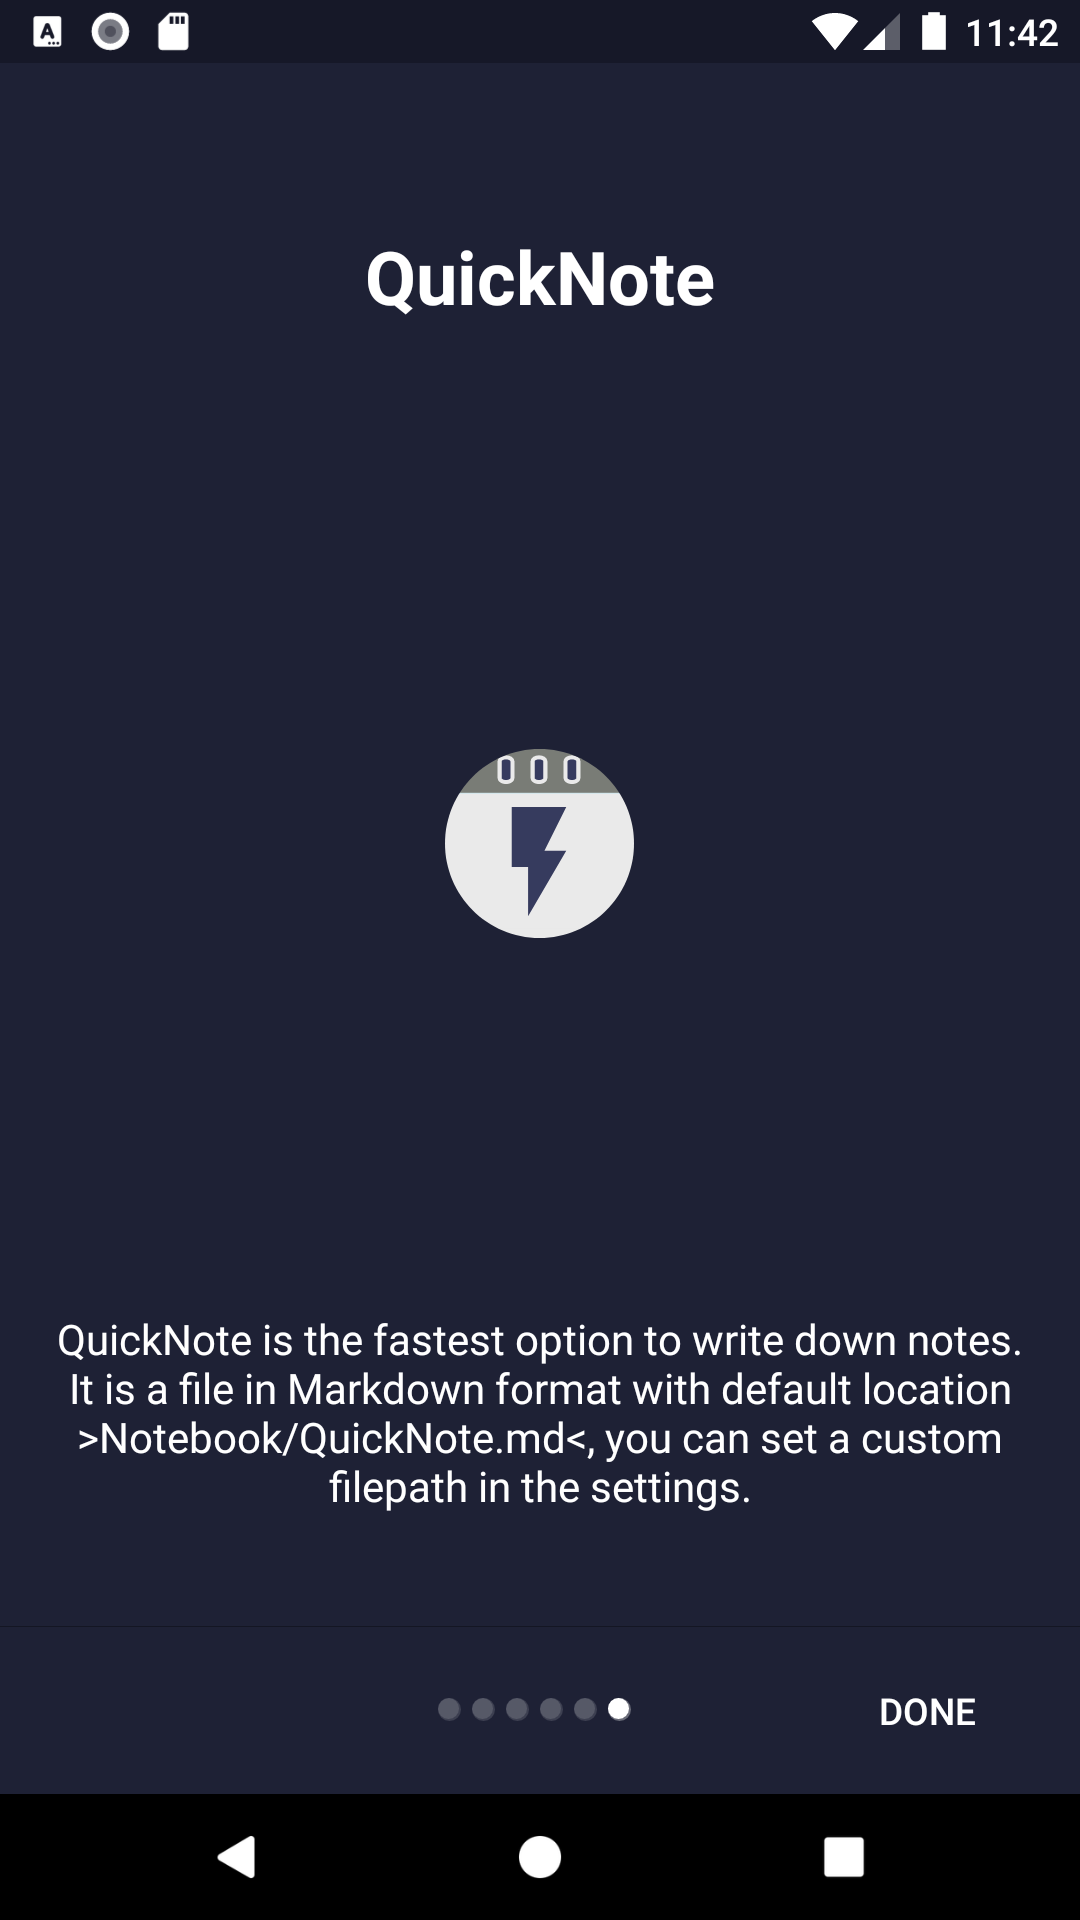 11:42
QuickNote
QuickNote is the fastest option to write down notes.
It is a file in Markdown format with default location
>Notebook/QuickNote.md<, you can set a custom
filepath in the settings.
DONE